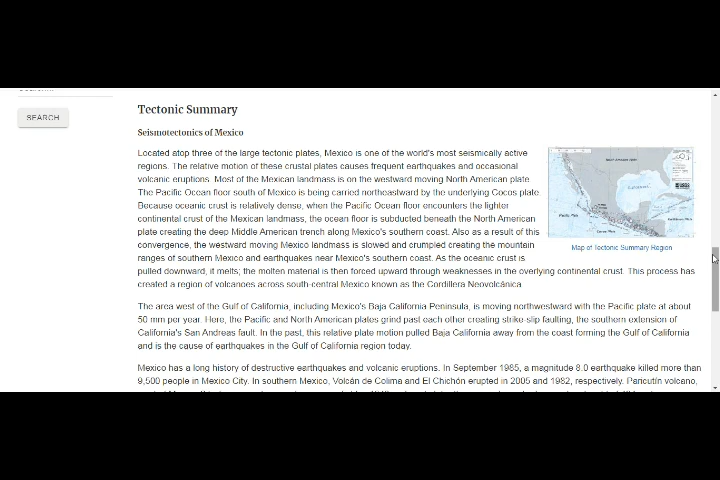 SEARCH
Tectonic Summary
Seismotectonics of Mexico
Located atop three of the large tectonic plates, Mexico is one of the world's most seismically active
regions. The relative motion of these crustal plates causes frequent earthquakes and occasional
volcanic eruptions. Most of the Mexican landmass is on the westward moving North American plate.
The Pacific Ocean floor south of Mexico is being carried northeastward by the underlying Cocos plate.
Because oceanic crust is relatively dense, when the Pacific Ocean floor encounters the lighter
continental crust of the Mexican landmass, the ocean floor is subducted beneath the North American
plate creating the deep Middle American trench along Mexico's southern coast. Also as a result of this
convergence, the westward moving Mexico landmass is slowed and crumpled creating the mountain
ranges of southern Mexico and earthquakes near Mexico's southern coast. As the oceanic crust is
pulled downward, it melts; the molten material is then forced upward through weaknesses in the overlying continental crust. This process has
created a region of volcanoes across south-central Mexico known as the Cordillera Neovolcánica.
Pacific Plate
USGS
Map of Tectonic Summary Region
The area west of the Gulf of California, including Mexico's Baja California Peninsula, is moving northwestward with the Pacific plate at about
50 mm per year. Here, the Pacific and North American plates grind past each other creating strike-slip faulting, the southern extension of
California's San Andreas fault. In the past, this relative plate motion pulled Baja California away from the coast forming the Gulf of California
and is the cause of earthquakes in the Gulf of California region today.
Mexico has a long history of destructive earthquakes and volcanic eruptions. In September 1985, a magnitude 8.0 earthquake killed more than
9,500 people in Mexico City. In southern Mexico, Volcán de Colima and El Chichón erupted in 2005 and 1982, respectively. Paricutín volcano,